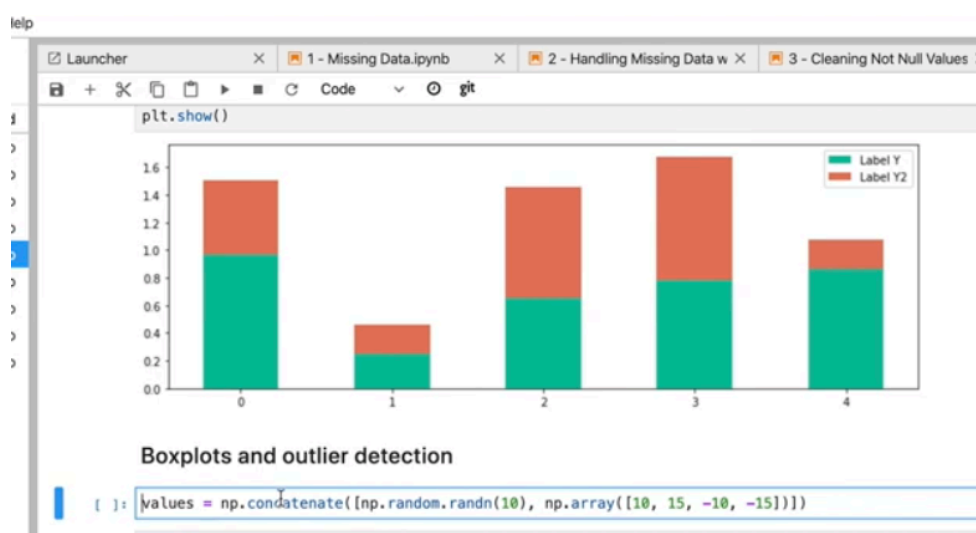 Help
Launcher
1 - Missing Data.ipynb
2 - Handling Missing Data w
3 - Cleaning Not Null Values
Code
git
plt.show()
1.6
1.4
1.2
1.0
0.8
0.6
0.4
0.2
0.0
0 1 2 3 4
Label Y
Label Y2
Boxplots and outlier detection
[ ]: values = np.concatenate([np.random.randn(10), np.array([10, 15, -10, -15])])